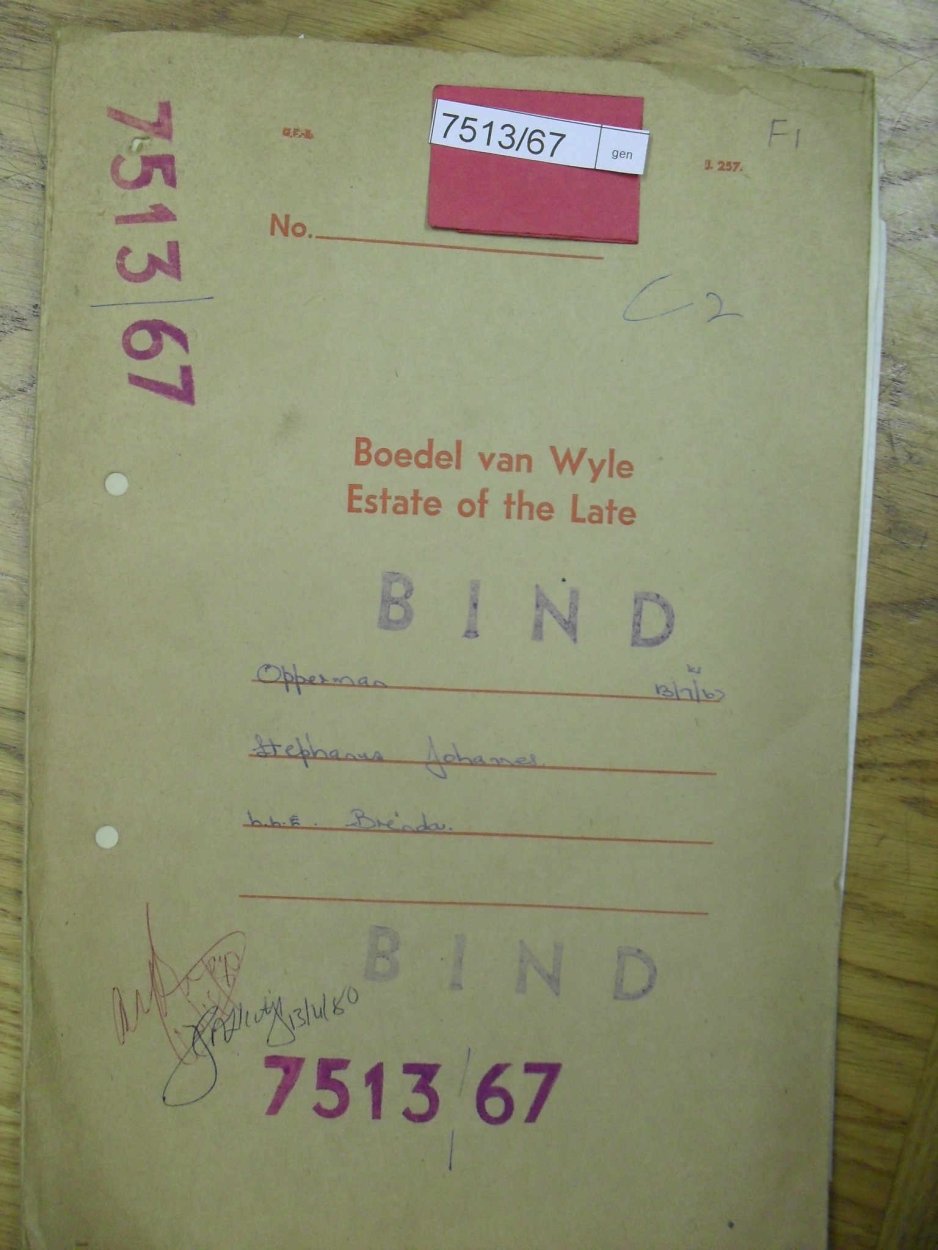 7513/67
7513/67 gen
F1
J. 257.
No.
C2
Boedel van Wyle
Estate of the Late
BIND
Opperman 13/7/67
Stephanus Johannes
Brenda.
BIND
13/11/80
7513/67